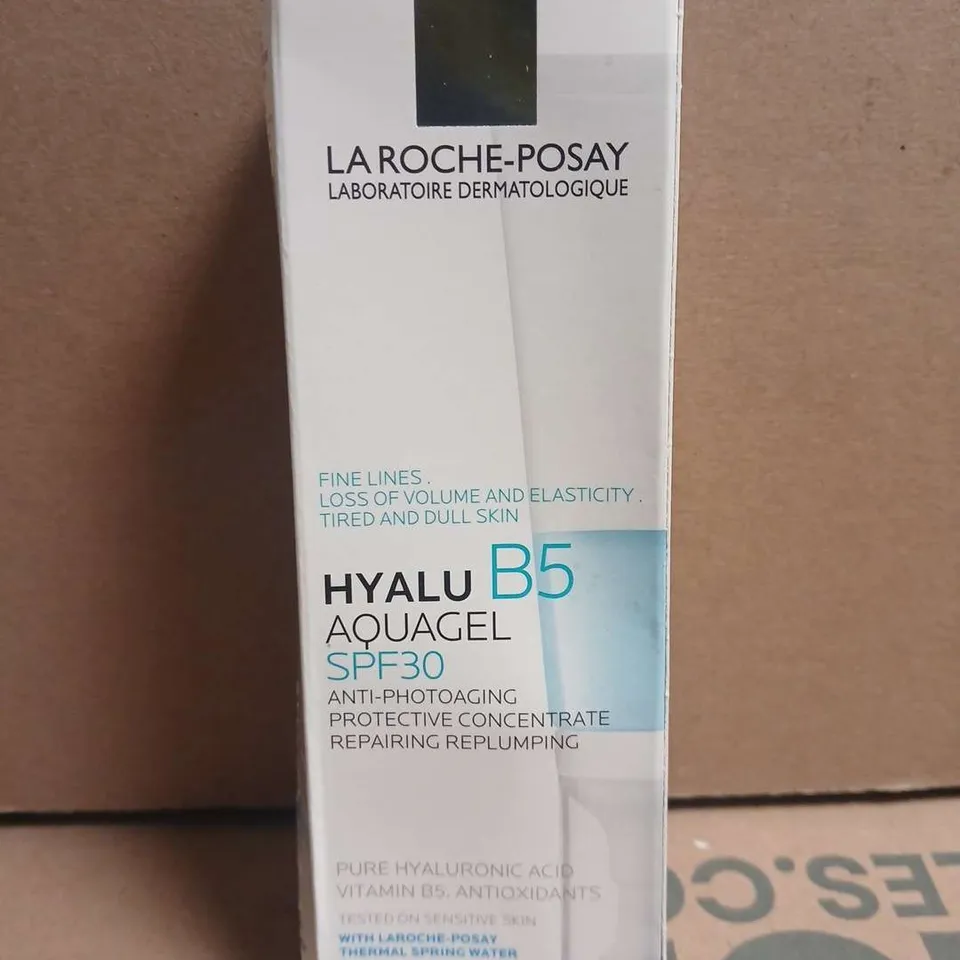 LA ROCHE-POSAY
LABORATOIRE DERMATOLOGIQUE
FINE LINES .
LOSS OF VOLUME AND ELASTICITY .
TIRED AND DULL SKIN
HYALU B5
AQUAGEL
SPF30
ANTI-PHOTOAGING
PROTECTIVE CONCENTRATE
REPAIRING REPLUMPING
PURE HYALURONIC ACID
VITAMIN B5. ANTIOXIDANTS
TESTED ON SENSITIVE SKIN
WITH LAROCHE-POSAY
THERMAL SPRING WATER
LES.CO